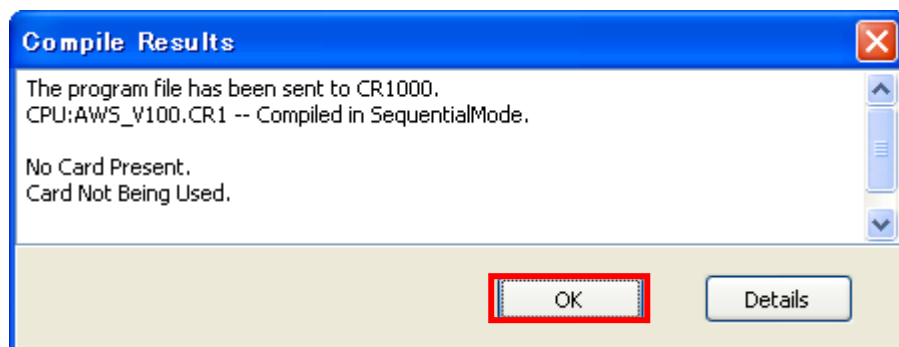 Compile Results
The program file has been sent to CR1000.
CPU:AWS_V100.CR1 -- Compiled in SequentialMode.
No Card Present.
Card Not Being Used.
OK
Details